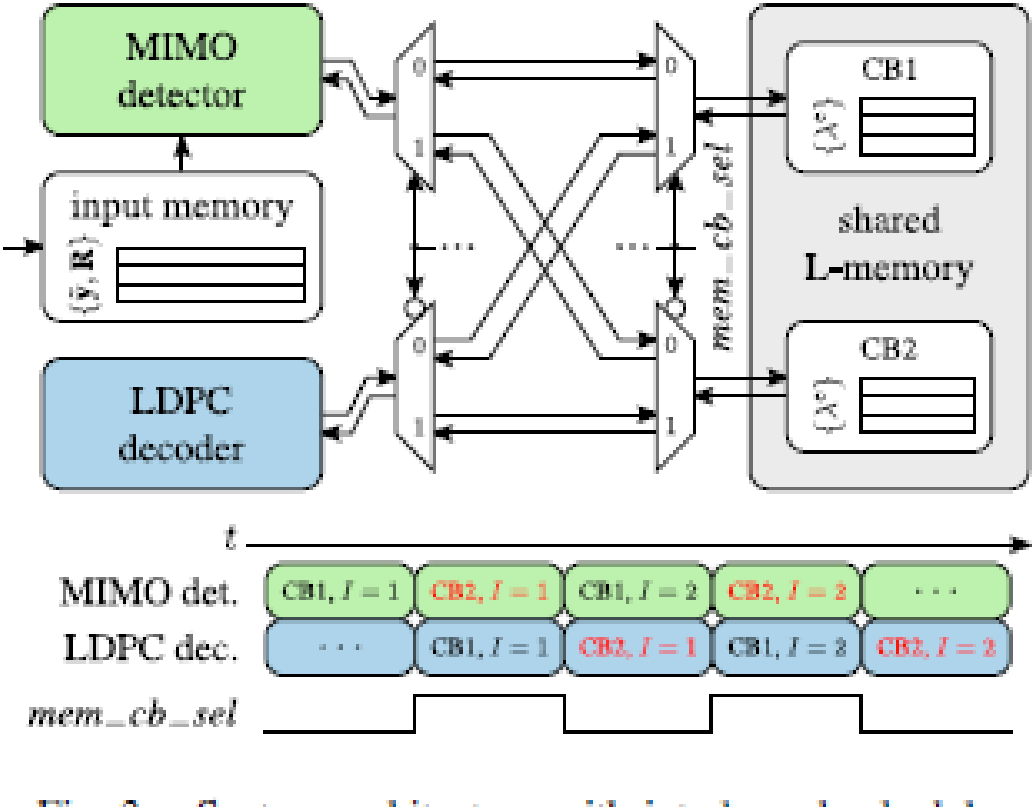 MIMO
detector
0
0
CB1
{λᵉ}
1
1
input memory
{ỹ, R}
mem_cb_sel
...
...
shared
L-memory
0
0
CB2
{λᵉ}
LDPC
decoder
1
1
t
MIMO det.
CB1, I = 1
CB2, I = 1
CB1, I = 2
CB2, I = 2
...
LDPC dec.
...
CB1, I = 1
CB2, I = 1
CB1, I = 2
CB2, I = 2
mem_cb_sel